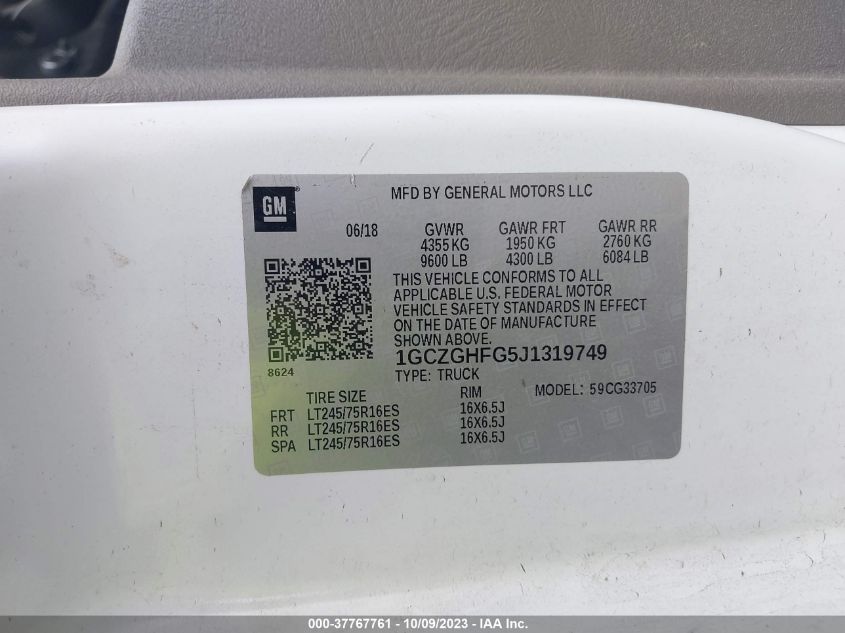 GM
MFD BY GENERAL MOTORS LLC
06/18 GVWR GAWR FRT GAWR RR
4355 KG 1950 KG 2760 KG
9600 LB 4300 LB 6084 LB
THIS VEHICLE CONFORMS TO ALL
APPLICABLE U.S. FEDERAL MOTOR
VEHICLE SAFETY STANDARDS IN EFFECT
ON THE DATE OF MANUFACTURE
SHOWN ABOVE.
1GCZGHFG5J1319749
8624
TYPE: TRUCK
TIRE SIZE RIM MODEL: 59CG33705
FRT LT245/75R16ES 16X6.5J
RR LT245/75R16ES 16X6.5J
SPA LT245/75R16ES 16X6.5J
000-37767761 - 10/09/2023 - IAA Inc.